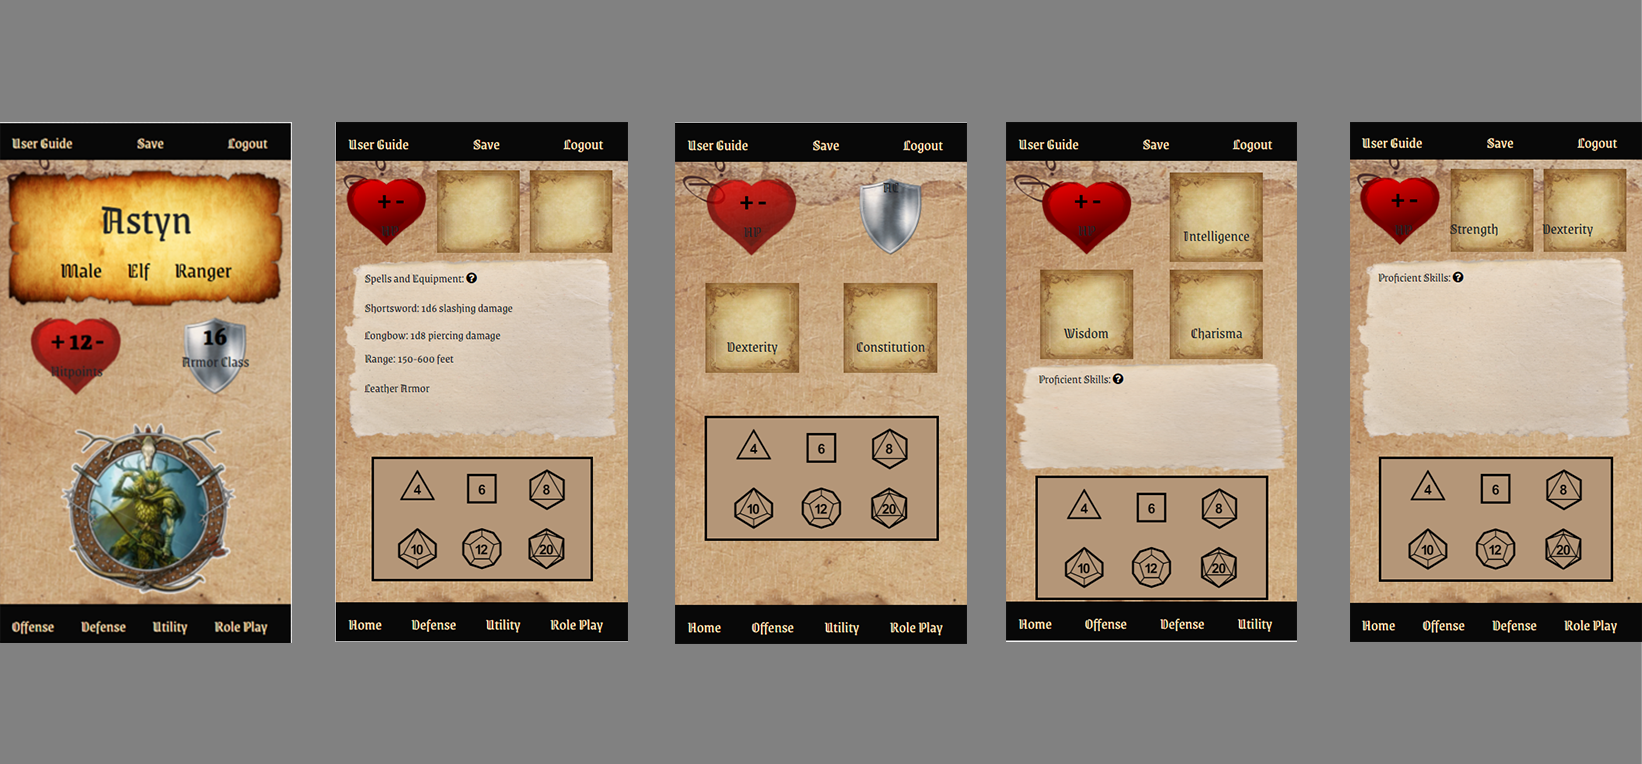 User Guide Save Logout
Astyn
Male Elf Ranger
+ 12 -
Hitpoints
16
Armor Class
Offense Defense Utility Role Play
User Guide Save Logout
+ -
HP
Spells and Equipment: ?
Shortsword: 1d6 slashing damage
Longbow: 1d8 piercing damage
Range: 150-600 feet
Leather Armor
4 6 8
10 12 20
Home Defense Utility Role Play
User Guide Save Logout
+ -
HP
AC
Dexterity Constitution
4 6 8
10 12 20
Home Offense Utility Role Play
User Guide Save Logout
+ -
HP
Intelligence
Wisdom Charisma
Proficient Skills: ?
4 6 8
10 12 20
Home Offense Defense Utility
User Guide Save Logout
+ -
HP
Strength Dexterity
Proficient Skills: ?
4 6 8
10 12 20
Home Offense Defense Role Play